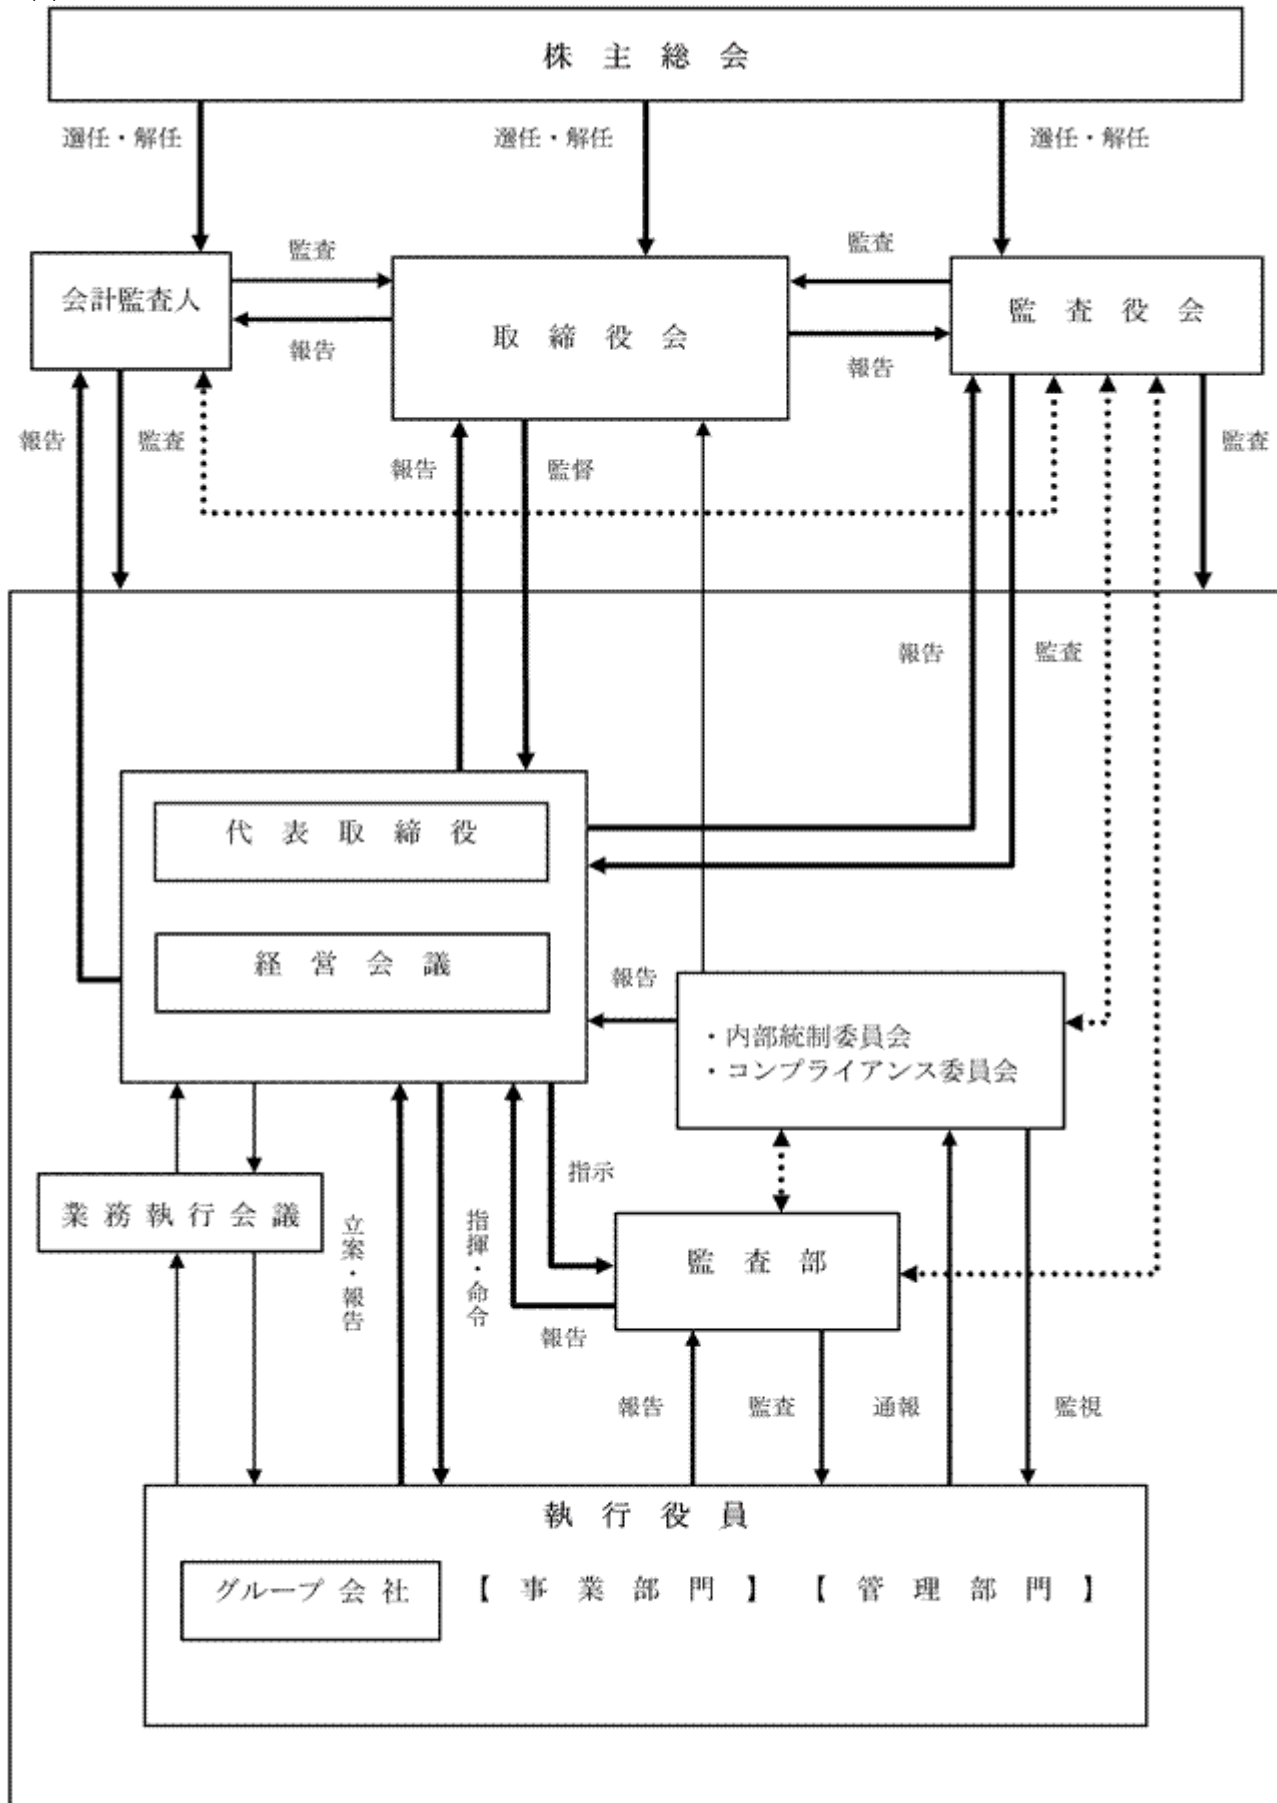 株主総会
選任・解任
選任・解任
選任・解任
監査
監査
会計監査人
取締役会
監査役会
報告
報告
報告
監査
報告
監督
監査
報告
監査
代表取締役
経営会議
報告
・内部統制委員会
・コンプライアンス委員会
指示
業務執行会議
立案・報告
指揮・命令
監査部
報告
報告
監査
通報
監視
執行役員
グループ会社
【事業部門】
【管理部門】